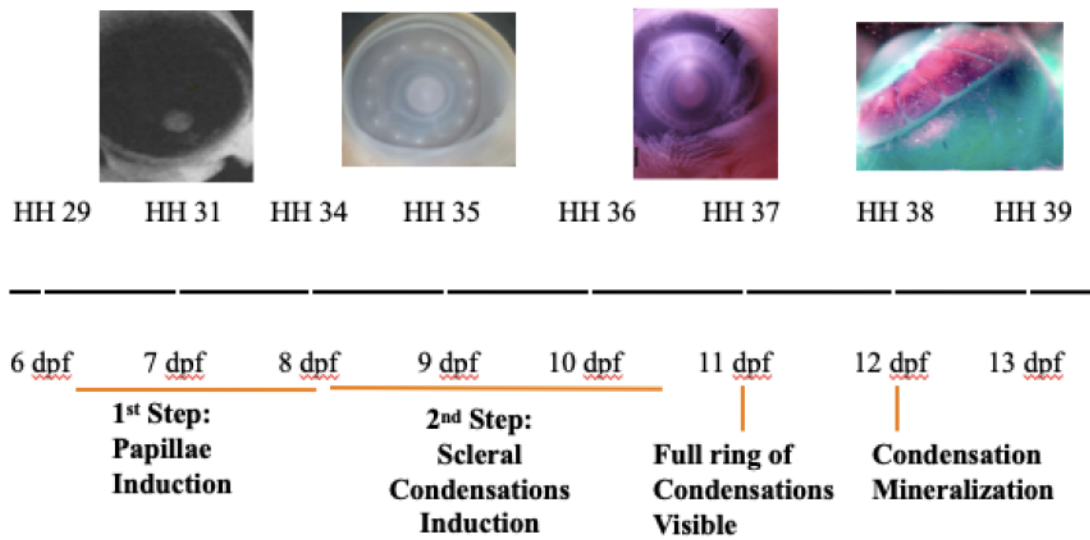 HH 29 HH 31 HH 34 HH 35 HH 36 HH 37 HH 38 HH 39
6 dpf 7 dpf 8 dpf 9 dpf 10 dpf 11 dpf 12 dpf 13 dpf
1st Step:
Papillae
Induction
2nd Step:
Scleral
Condensations
Induction
Full ring of
Condensations
Visible
Condensation
Mineralization